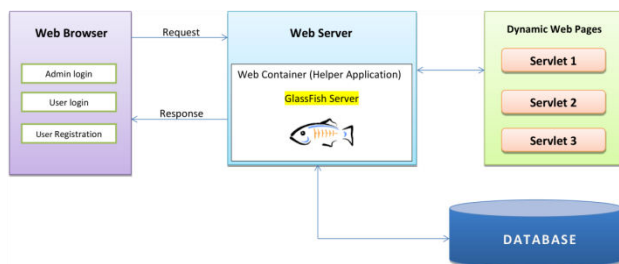 Web Browser
Admin login
User login
User Registration
Request
Response
Web Server
Web Container (Helper Application)
GlassFish Server
Dynamic Web Pages
Servlet 1
Servlet 2
Servlet 3
DATABASE